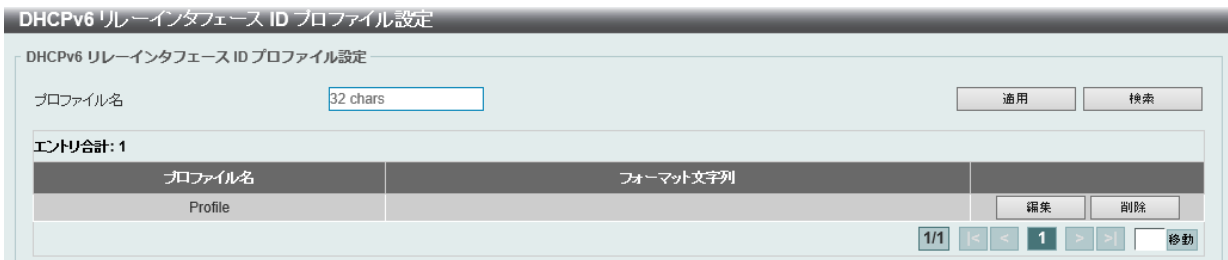 DHCPv6 リレーインタフェース ID プロファイル設定
DHCPv6 リレーインタフェース ID プロファイル設定
プロファイル名 32 chars 適用 検索
エントリ合計: 1
プロファイル名 フォーマット文字列
Profile 編集 削除
1/1 |< < 1 > >| 移動